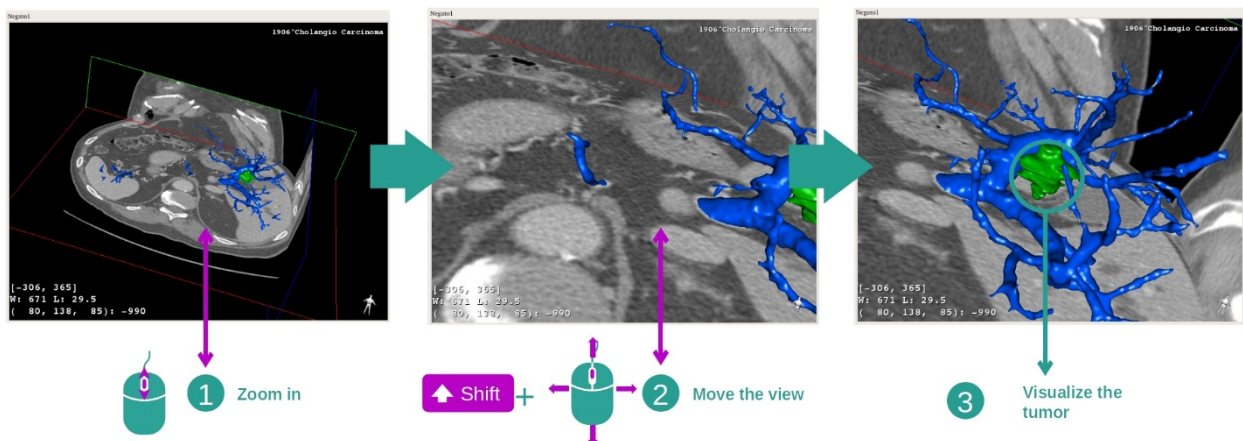 Negato1
1906^Cholangio Carcinoma
[-306, 365]
W: 671 L: 29.5
( 80, 138, 85): -990
Negato1
1906^Cholangio Carcinoma
[-306, 365]
W: 671 L: 29.5
( 80, 138, 85): -990
Negato1
1906^Cholangio Carcinoma
[-306, 365]
W: 671 L: 29.5
( 80, 138, 85): -990
1 Zoom in
Shift + 2 Move the view
3 Visualize the
tumor